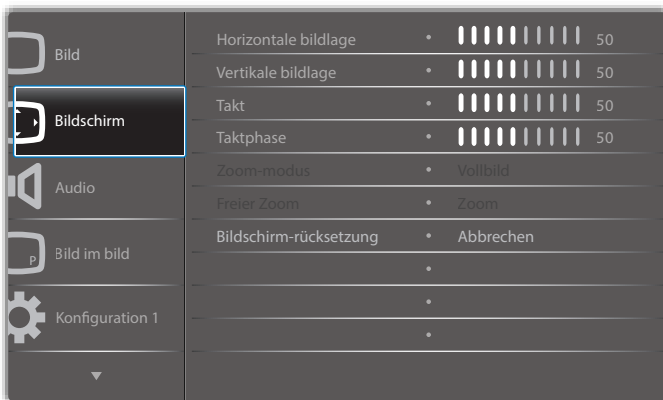 Bild
Bildschirm
Audio
Bild im bild
P
Konfiguration 1
Horizontale bildlage • 50
Vertikale bildlage • 50
Takt • 50
Taktphase • 50
Zoom-modus • Vollbild
Freier Zoom • Zoom
Bildschirm-rücksetzung • Abbrechen
•
•
•